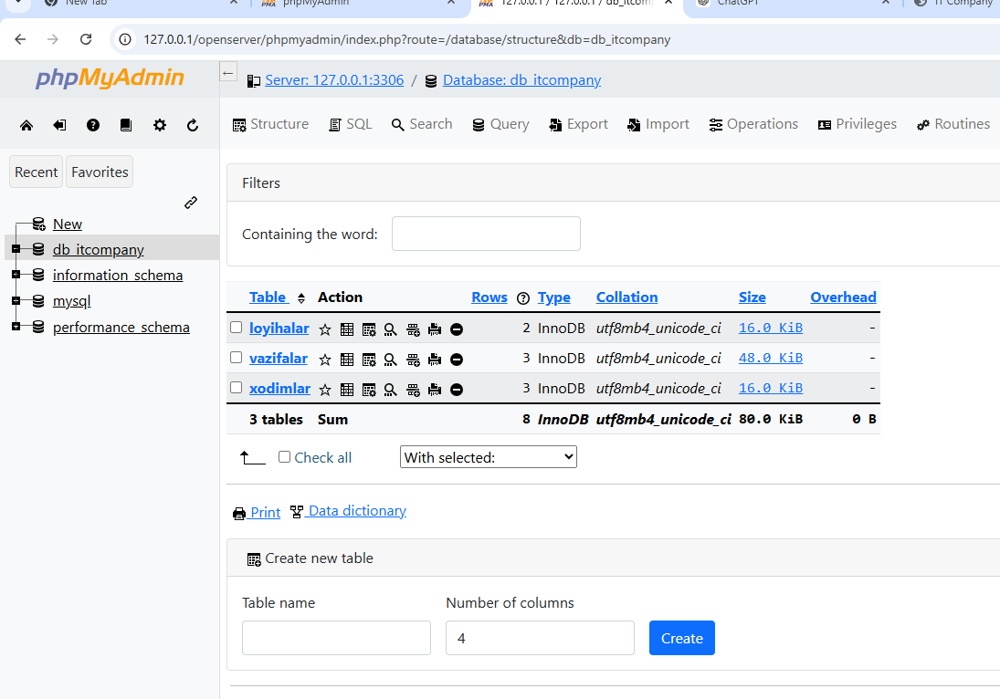 New Tab
phpMyAdmin
127.0.0.1 / 127.0.0.1 / db_itcom
ChatGPT
IT Company
127.0.0.1/openserver/phpmyadmin/index.php?route=/database/structure&db=db_itcompany
phpMyAdmin
Server: 127.0.0.1:3306 / Database: db_itcompany
Structure SQL Search Query Export Import Operations Privileges Routines
Recent Favorites
New
db_itcompany
information_schema
mysql
performance_schema
Filters
Containing the word:
Table Action Rows Type Collation Size Overhead
loyihalar 2 InnoDB utf8mb4_unicode_ci 16.0 KiB -
vazifalar 3 InnoDB utf8mb4_unicode_ci 48.0 KiB -
xodimlar 3 InnoDB utf8mb4_unicode_ci 16.0 KiB -
3 tables Sum 8 InnoDB utf8mb4_unicode_ci 80.0 KiB 0 B
Check all With selected:
Print Data dictionary
Create new table
Table name Number of columns
4 Create